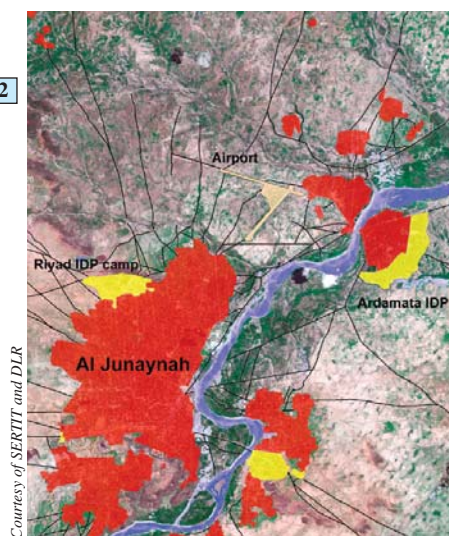 2
Airport
Riyad IDP camp
Ardamata IDP
Al Junaynah
Courtesy of SERTIT and DLR